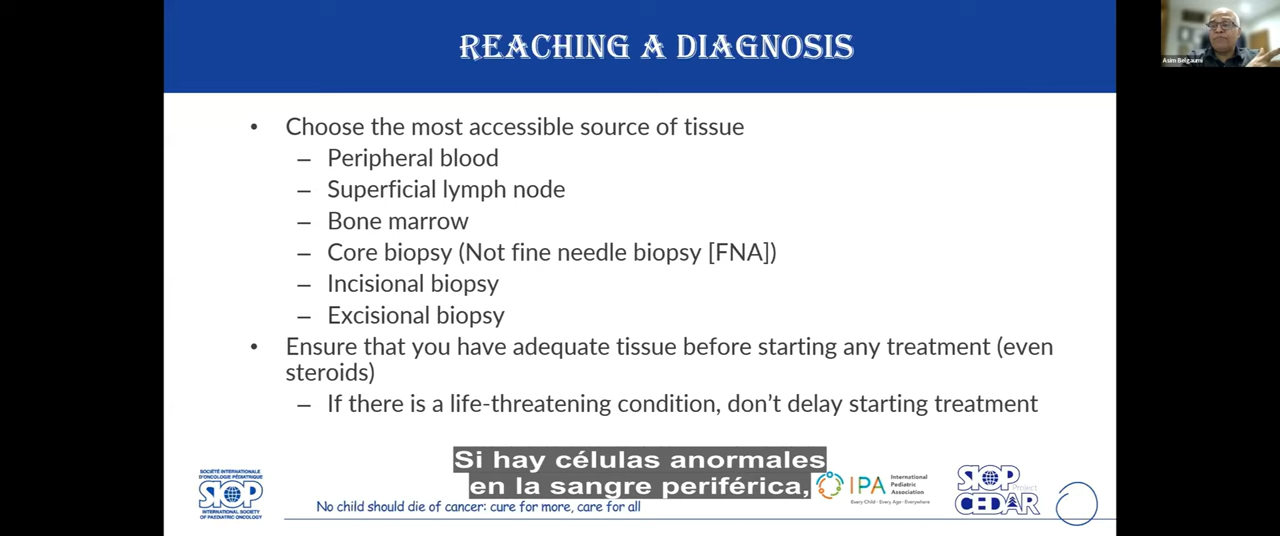 REACHING A DIAGNOSIS
Asim Belgaumi
• Choose the most accessible source of tissue
– Peripheral blood
– Superficial lymph node
– Bone marrow
– Core biopsy (Not fine needle biopsy [FNA])
– Incisional biopsy
– Excisional biopsy
• Ensure that you have adequate tissue before starting any treatment (even
steroids)
– If there is a life-threatening condition, don't delay starting treatment
Si hay células anormales
en la sangre periférica,
SOCIÉTÉ INTERNATIONALE
D'ONCOLOGIE PÉDIATRIQUE
SIOP
INTERNATIONAL SOCIETY
OF PAEDIATRIC ONCOLOGY
No child should die of cancer: cure for more, care for all
IPA
International
Pediatric
Association
Every Child - Every Age - Everywhere
SIOP
Project
CEDAR